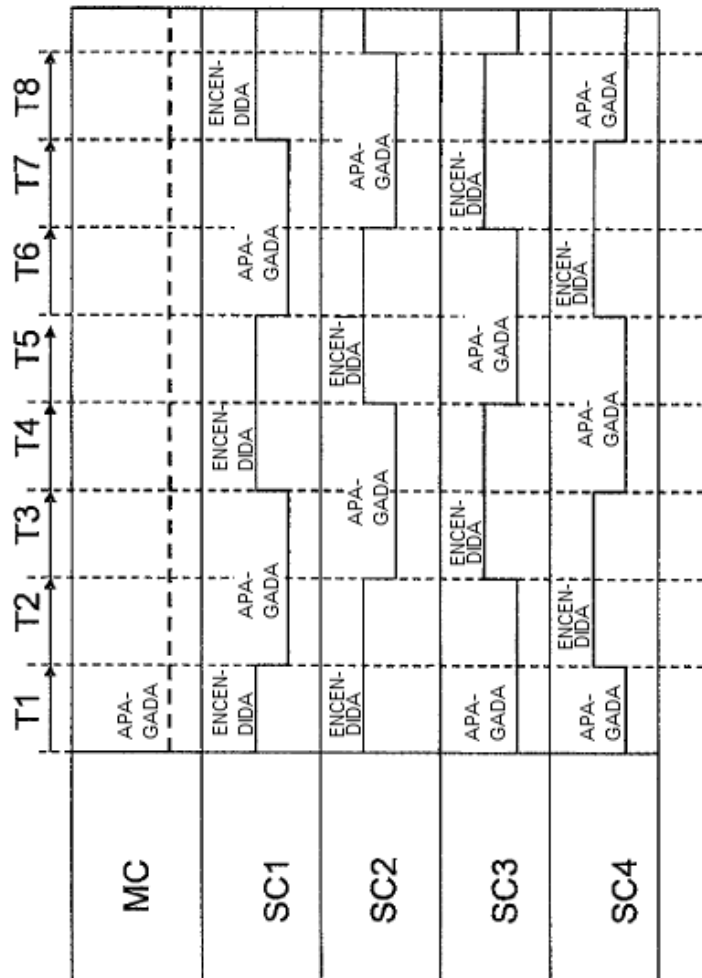 T1 T2 T3 T4 T5 T6 T7 T8
MC
APA-
GADA
SC1
ENCEN-
DIDA
APA-
GADA
ENCEN-
DIDA
APA-
GADA
ENCEN-
DIDA
SC2
ENCEN-
DIDA
APA-
GADA
ENCEN-
DIDA
APA-
GADA
SC3
APA-
GADA
ENCEN-
DIDA
APA-
GADA
ENCEN-
DIDA
SC4
APA-
GADA
ENCEN-
DIDA
APA-
GADA
ENCEN-
DIDA
APA-
GADA